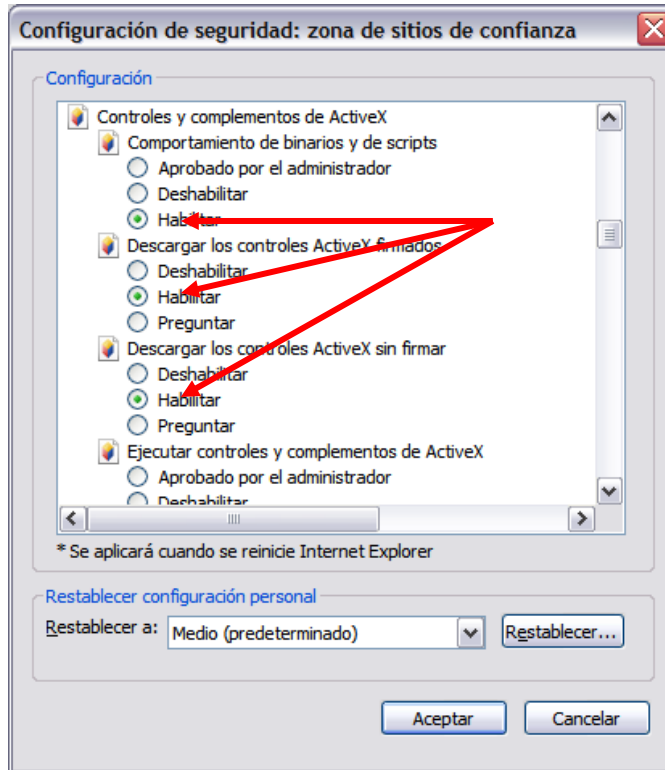 Configuración de seguridad: zona de sitios de confianza
Configuración
Controles y complementos de ActiveX
Comportamiento de binarios y de scripts
Aprobado por el administrador
Deshabilitar
Habilitar
Descargar los controles ActiveX firmados
Deshabilitar
Habilitar
Preguntar
Descargar los controles ActiveX sin firmar
Deshabilitar
Habilitar
Preguntar
Ejecutar controles y complementos de ActiveX
Aprobado por el administrador
Deshabilitar
* Se aplicará cuando se reinicie Internet Explorer
Restablecer configuración personal
Restablecer a: Medio (predeterminado) Restablecer...
Aceptar Cancelar